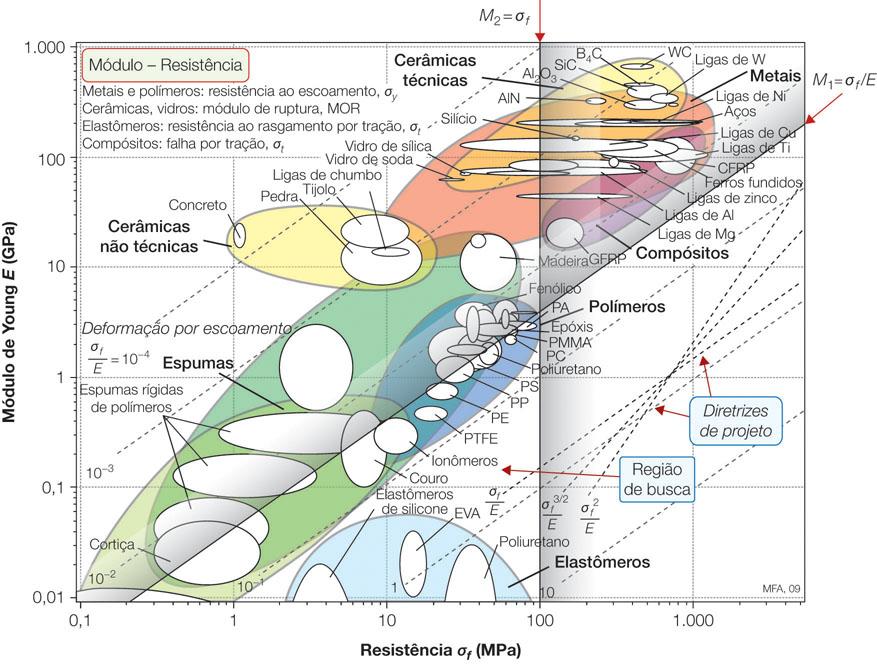 M₂ = σf
1.000
Módulo – Resistência
Metais e polímeros: resistência ao escoamento, σy
Cerâmicas, vidros: módulo de ruptura, MOR
Elastômeros: resistência ao rasgamento por tração, σt
Compósitos: falha por tração, σt
Cerâmicas
técnicas
B₄C
WC
SiC
Al₂O₃
AlN
Silício
Ligas de W
Metais
M₁ = σf/E
Ligas de Ni
Aços
Ligas de Cu
Ligas de Ti
CFRP
Ferros fundidos
Ligas de zinco
Ligas de Al
Ligas de Mg
Compósitos
Vidro de sílica
Vidro de soda
Ligas de chumbo
Tijolo
Pedra
Concreto
Cerâmicas
não técnicas
100
10
Madeira
GFRP
Fenólico
PA
Polímeros
Epóxis
PMMA
PC
Poliuretano
PS
PP
PE
PTFE
Ionômeros
Couro
Deformação por escoamento
σf/E = 10⁻⁴
Espumas
Espumas rígidas
de polímeros
1
10⁻³
0,1
Elastômeros
de silicone
EVA
Poliuretano
Elastômeros
σf/E
σf^3/2/E
σf^2/E
Diretrizes
de projeto
Região
de busca
Cortiça
10⁻²
10⁻¹
1
10
MFA, 09
0,01
0,1
1
10
100
1.000
Módulo de Young E (GPa)
Resistência σf (MPa)